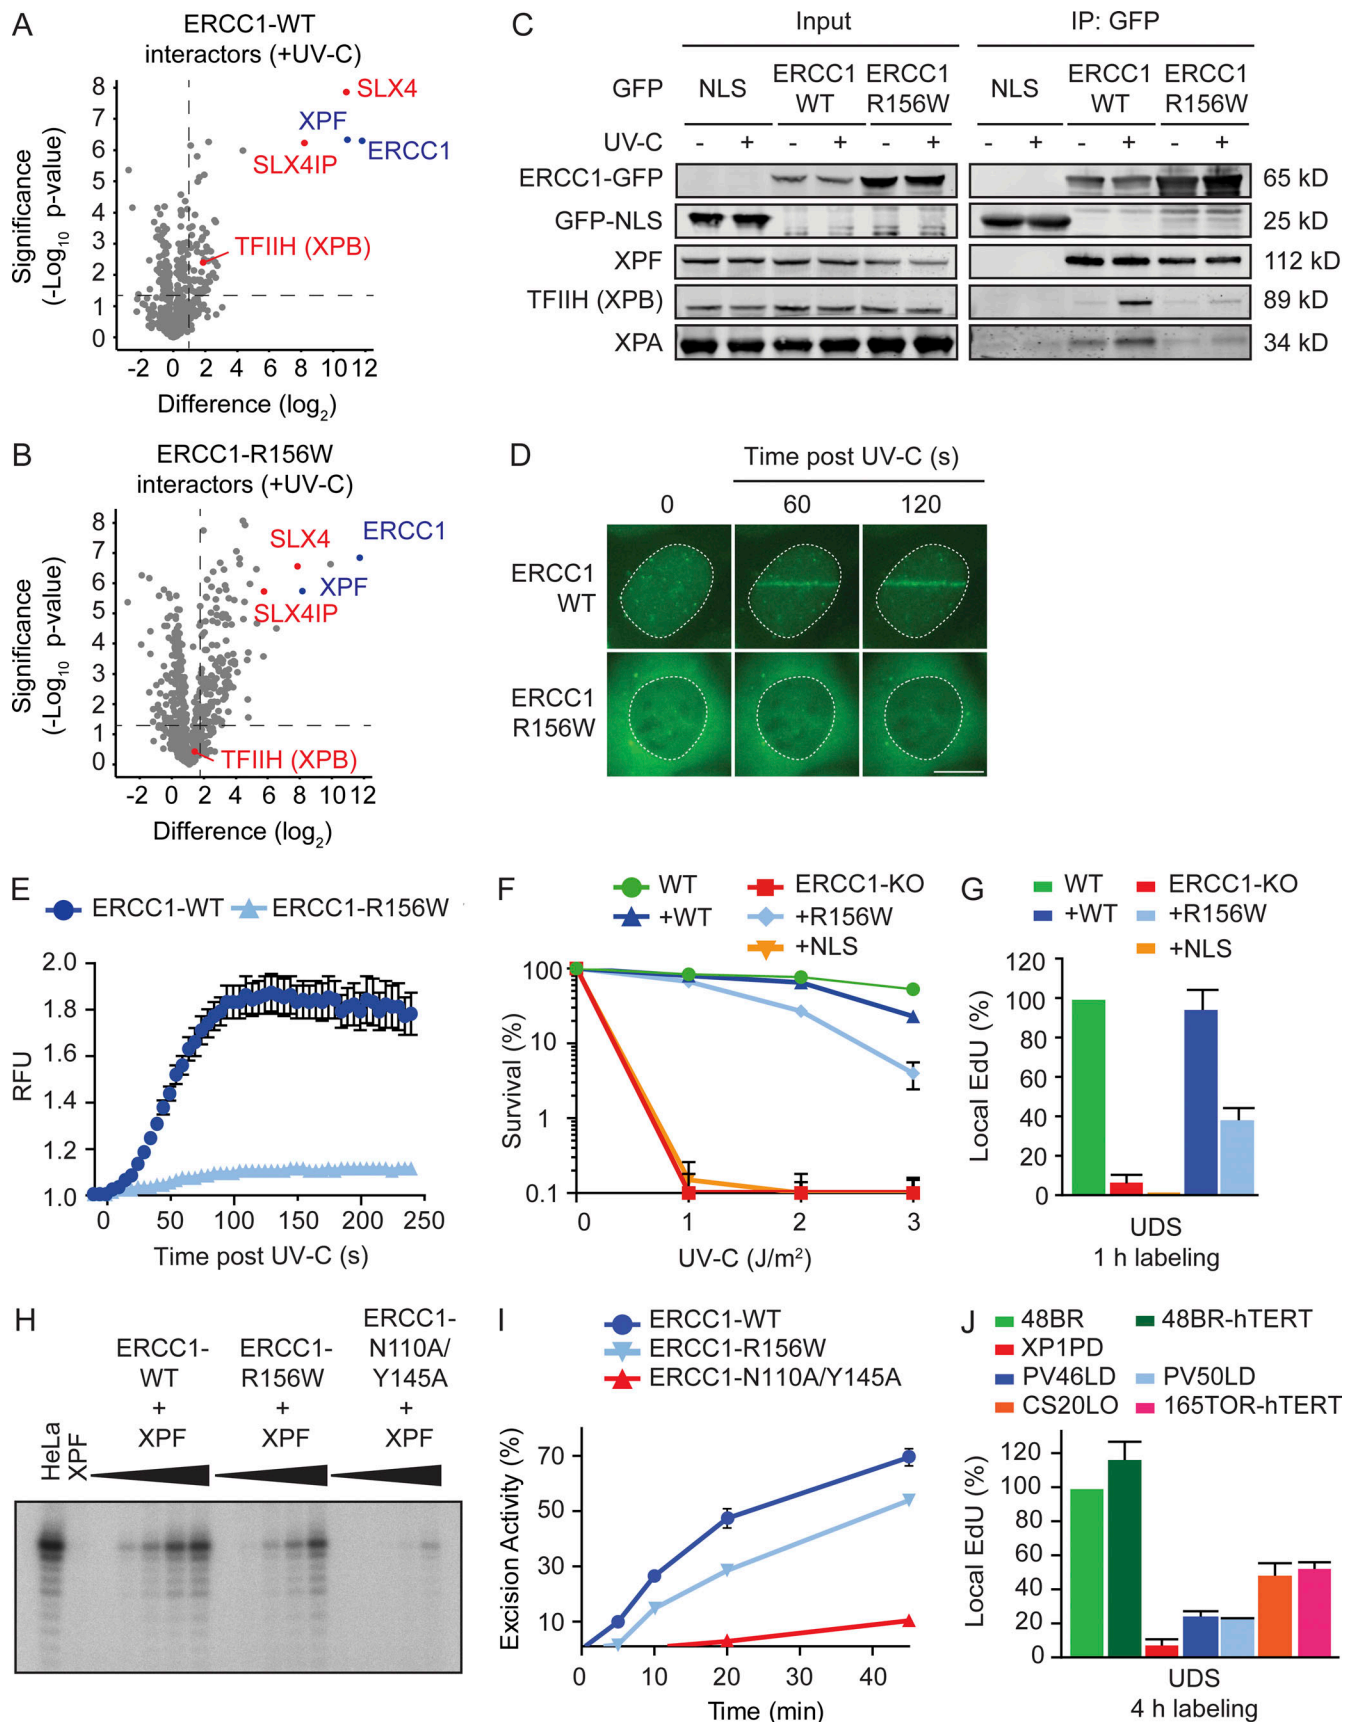 A
ERCC1-WT
interactors (+UV-C)
8
7
6
5
4
3
2
1
0
Significance
(-Log10 p-value)
SLX4
XPF
ERCC1
SLX4IP
TFIIH (XPB)
-2 0 2 4 6 8 10 12
Difference (log2)
B
ERCC1-R156W
interactors (+UV-C)
8
7
6
5
4
3
2
1
0
Significance
(-Log10 p-value)
ERCC1
SLX4
XPF
SLX4IP
TFIIH (XPB)
-2 0 2 4 6 8 10 12
Difference (log2)
C
Input IP: GFP
GFP NLS ERCC1 WT ERCC1 R156W NLS ERCC1 WT ERCC1 R156W
UV-C - + - + - + - + - + - +
ERCC1-GFP 65 kD
GFP-NLS 25 kD
XPF 112 kD
TFIIH (XPB) 89 kD
XPA 34 kD
D
Time post UV-C (s)
0 60 120
ERCC1
WT
ERCC1
R156W
E
ERCC1-WT ERCC1-R156W
2.0
1.8
1.6
1.4
1.2
1.0
RFU
0 50 100 150 200 250
Time post UV-C (s)
F
WT ERCC1-KO
+WT +R156W
+NLS
100
10
1
0.1
Survival (%)
0 1 2 3
UV-C (J/m²)
G
WT ERCC1-KO
+WT +R156W
+NLS
120
100
80
60
40
20
0
Local EdU (%)
UDS
1 h labeling
H
HeLa
XPF
ERCC1-
WT
+
XPF
ERCC1-
R156W
+
XPF
ERCC1-
N110A/
Y145A
+
XPF
I
ERCC1-WT
ERCC1-R156W
ERCC1-N110A/Y145A
70
50
30
10
Excision Activity (%)
0 10 20 30 40
Time (min)
J
48BR 48BR-hTERT
XP1PD
PV46LD PV50LD
CS20LO 165TOR-hTERT
120
100
80
60
40
20
0
Local EdU (%)
UDS
4 h labeling